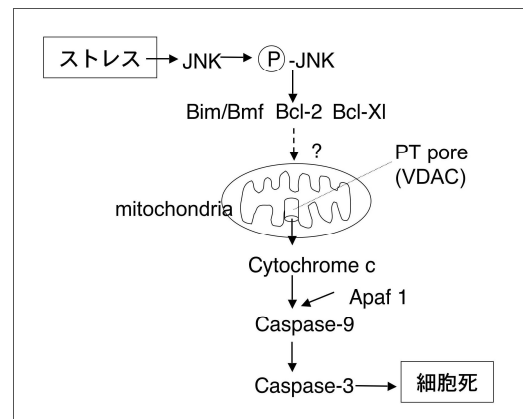 ストレス JNK P -JNK
Bim/Bmf Bcl-2 Bcl-Xl
?
PT pore
(VDAC)
mitochondria
Cytochrome c
Apaf 1
Caspase-9
Caspase-3 細胞死